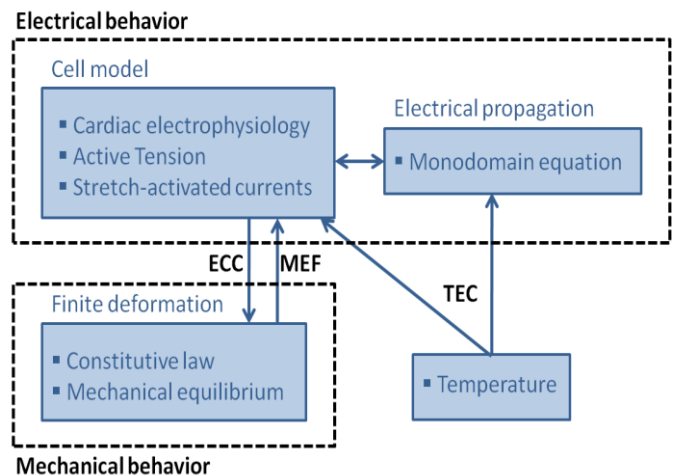 Electrical behavior
Cell model
▪ Cardiac electrophysiology
▪ Active Tension
▪ Stretch-activated currents
Electrical propagation
▪ Monodomain equation
ECC
MEF
TEC
Finite deformation
▪ Constitutive law
▪ Mechanical equilibrium
▪ Temperature
Mechanical behavior